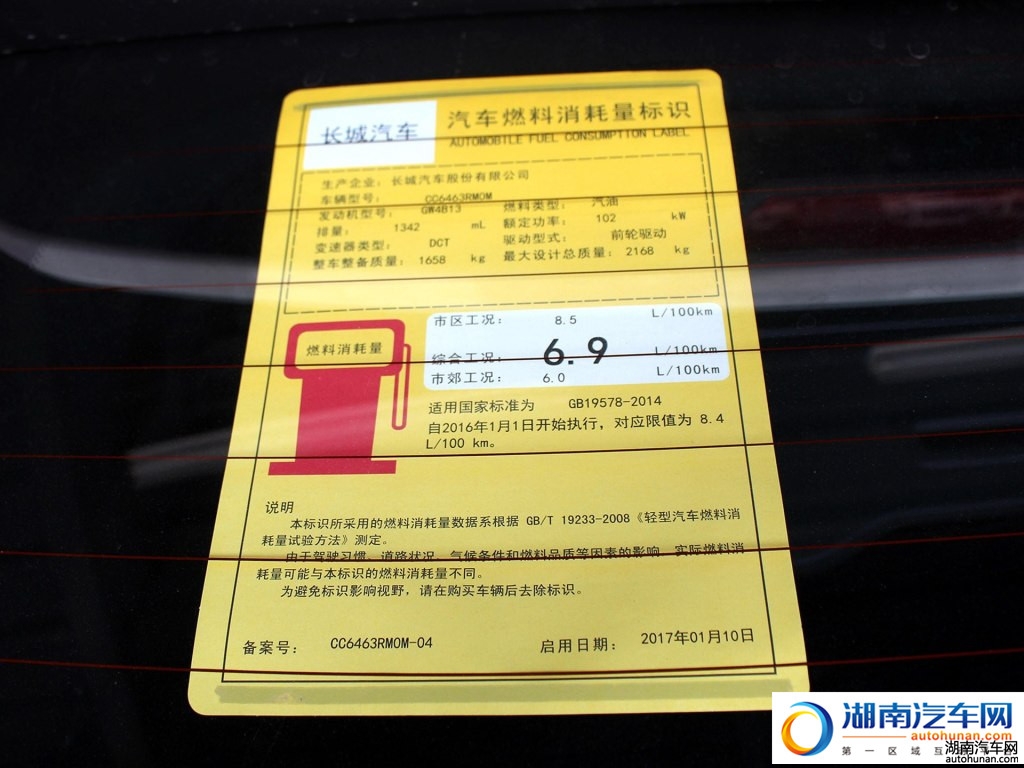 长城汽车
汽车燃料消耗量标识
AUTOMOBILE FUEL CONSUMPTION LABEL
生产企业: 长城汽车股份有限公司
车辆型号: CC6463RM0M 燃料类型: 汽油
发动机型号: GW4B13 额定功率: 102 kW
排量: 1342 mL 驱动型式: 前轮驱动
变速器类型: DCT 最大设计总质量: 2168 kg
整车整备质量: 1658 kg
燃料消耗量
市区工况: 8.5 L/100km
综合工况: 6.9 L/100km
市郊工况: 6.0 L/100km
适用国家标准为 GB19578-2014
自2016年1月1日开始执行，对应限值为 8.4
L/100 km。
说明
本标识所采用的燃料消耗量数据系根据 GB/T 19233-2008《轻型汽车燃料消
耗量试验方法》测定。
由于驾驶习惯、道路状况、气候条件和燃料品质等因素的影响，实际燃料消
耗量可能与本标识的燃料消耗量不同。
为避免标识影响视野，请在购买车辆后去除标识。
备案号: CC6463RM0M-04 启用日期: 2017年01月10日
湖南汽车网
autohunan.com
第一区域互
湖南汽车网
autohunan.com